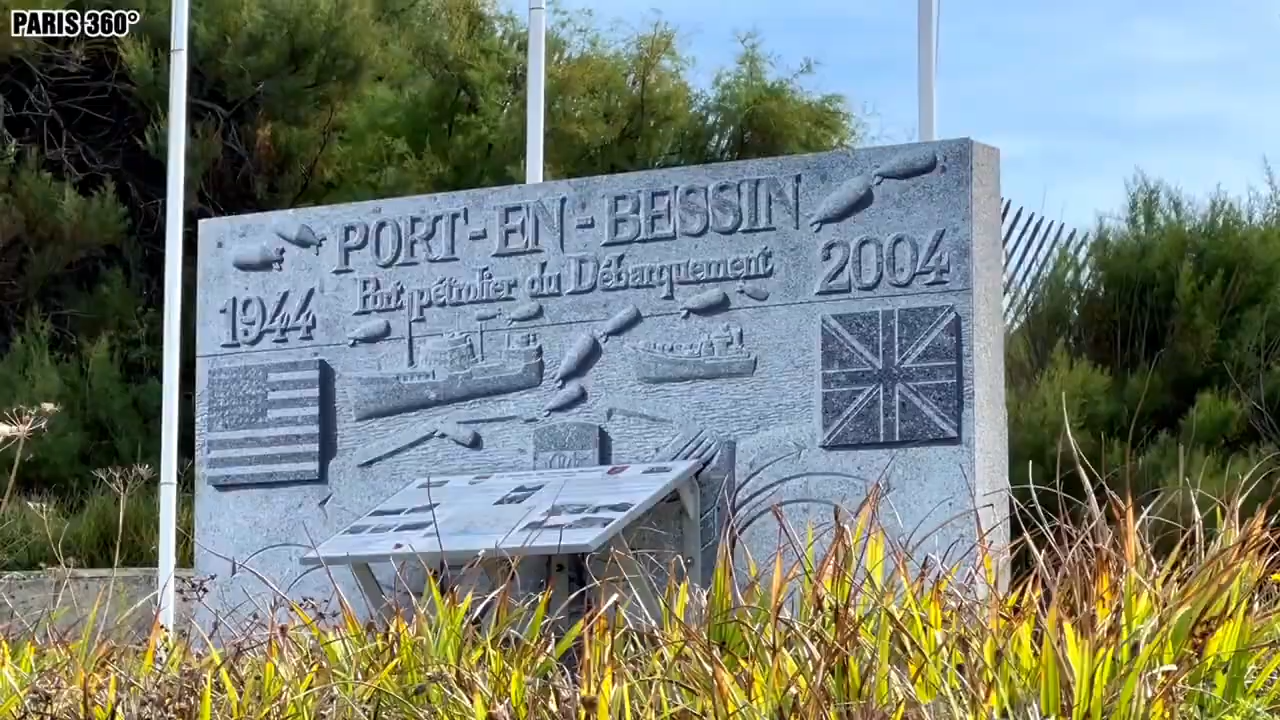 PARIS 360°
PORT-EN-BESSIN
Port pétrolier du Débarquement
1944
2004